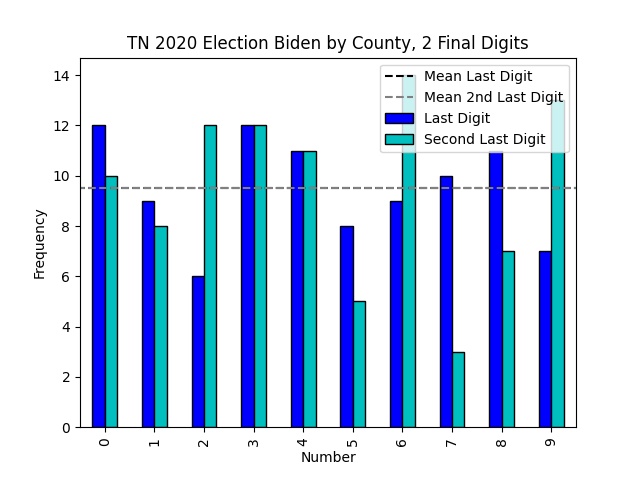 TN 2020 Election Biden by County, 2 Final Digits
Mean Last Digit
Mean 2nd Last Digit
Last Digit
Second Last Digit
Frequency
14
12
10
8
6
4
2
0
0 1 2 3 4 5 6 7 8 9
Number